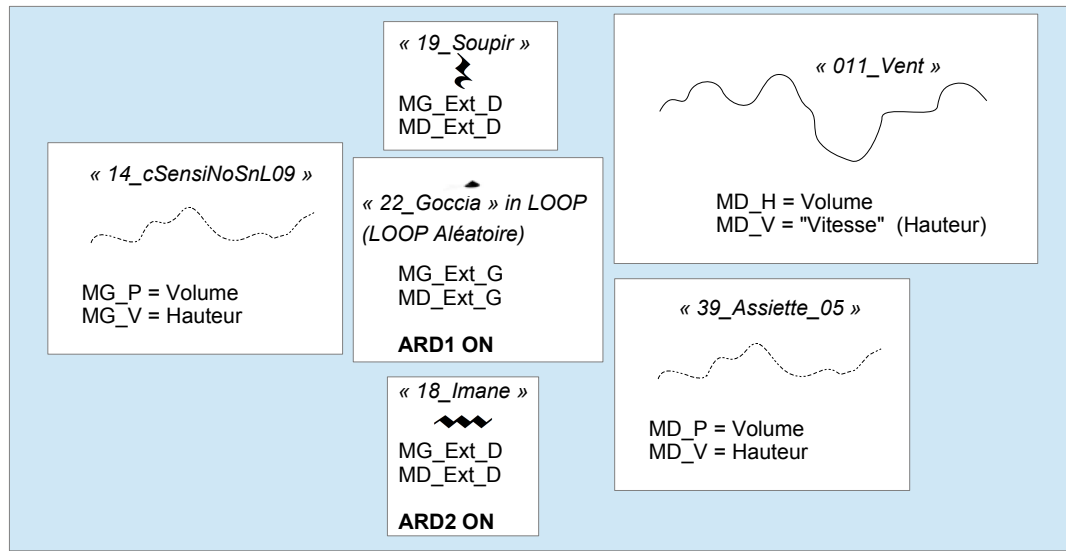 « 19_Soupir »
MG_Ext_D
MD_Ext_D
« 011_Vent »
MD_H = Volume
MD_V = "Vitesse" (Hauteur)
« 14_cSensiNoSnL09 »
MG_P = Volume
MG_V = Hauteur
« 22_Goccia » in LOOP
(LOOP Aléatoire)
MG_Ext_G
MD_Ext_G
ARD1 ON
« 39_Assiette_05 »
MD_P = Volume
MD_V = Hauteur
« 18_Imane »
MG_Ext_D
MD_Ext_D
ARD2 ON